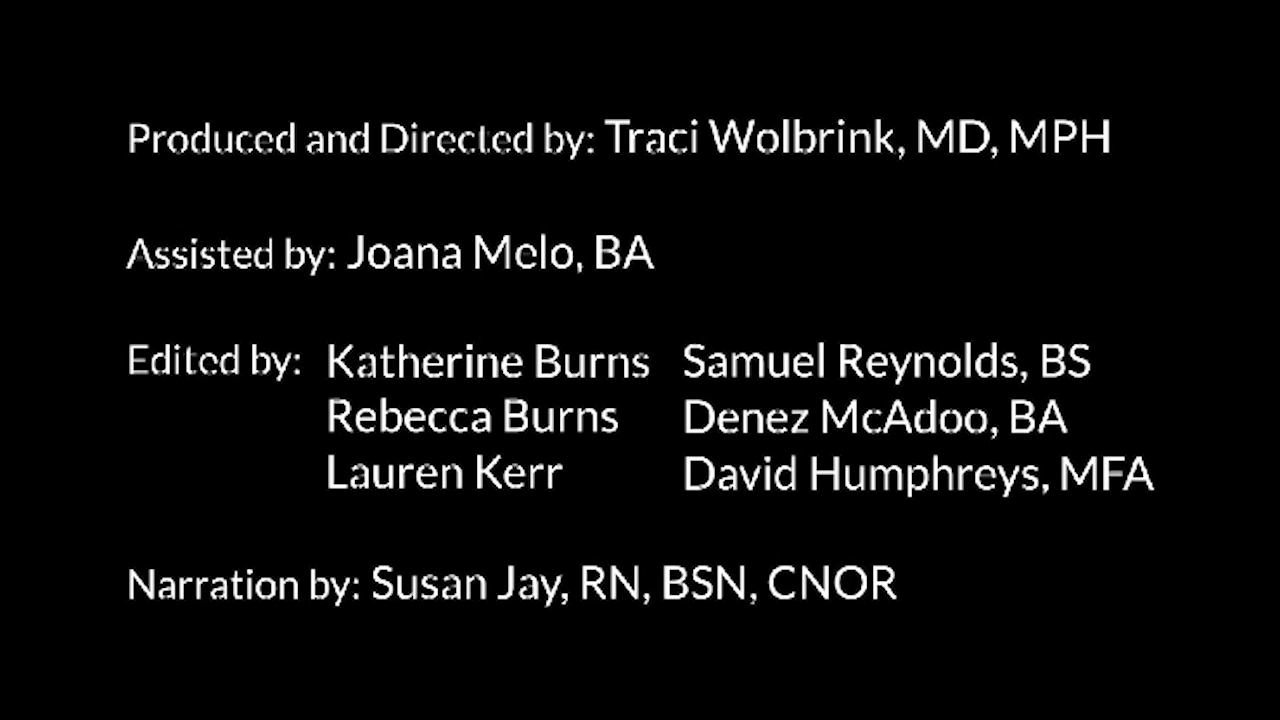 Produced and Directed by: Traci Wolbrink, MD, MPH
Assisted by: Joana Melo, BA
Edited by: Katherine Burns Samuel Reynolds, BS
Rebecca Burns Denez McAdoo, BA
Lauren Kerr David Humphreys, MFA
Narration by: Susan Jay, RN, BSN, CNOR